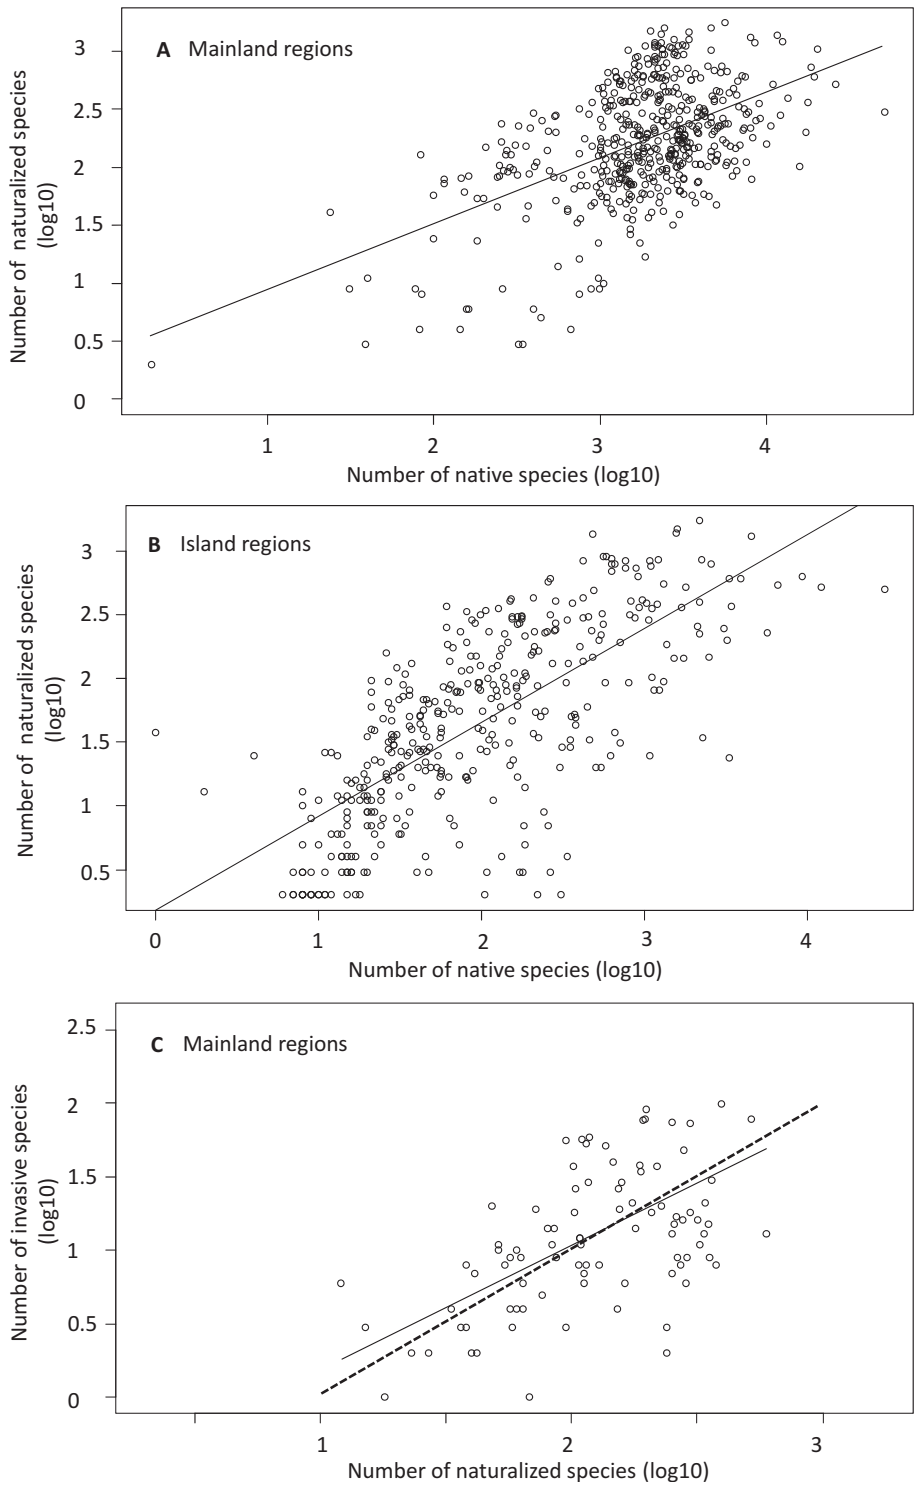 A Mainland regions
Number of naturalized species
(log10)
3
2.5
2
1.5
1
0.5
0
1 2 3 4
Number of native species (log10)
B Island regions
Number of naturalized species
(log10)
3
2.5
2
1.5
1
0.5
0 1 2 3 4
Number of native species (log10)
C Mainland regions
Number of invasive species
(log10)
2.5
2
1.5
1
0.5
0
1 2 3
Number of naturalized species (log10)